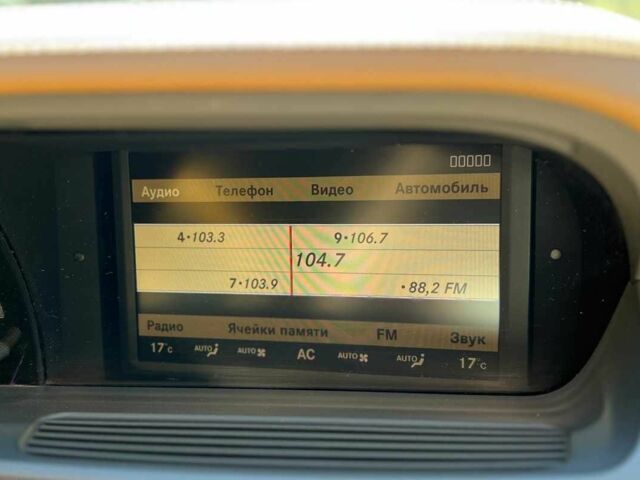 Аудио Телефон Видео Автомобиль
4·103.3 9·106.7
104.7
7·103.9 ·88,2 FM
Радио Ячейки памяти FM Звук
17°C AUTO AUTO AC AUTO AUTO 17°C